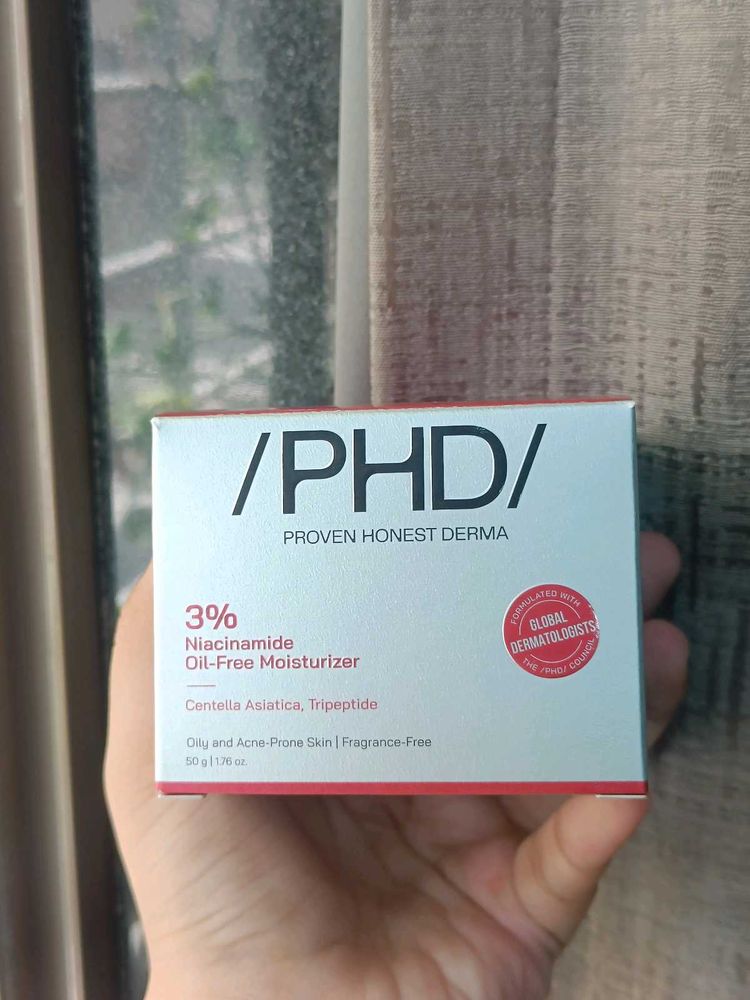 /PHD/
PROVEN HONEST DERMA
3%
Niacinamide
Oil-Free Moisturizer
Centella Asiatica, Tripeptide
Oily and Acne-Prone Skin | Fragrance-Free
50 g | 1.76 oz.
FORMULATED WITH
GLOBAL
DERMATOLOGISTS
THE /PHD/ COUNCIL